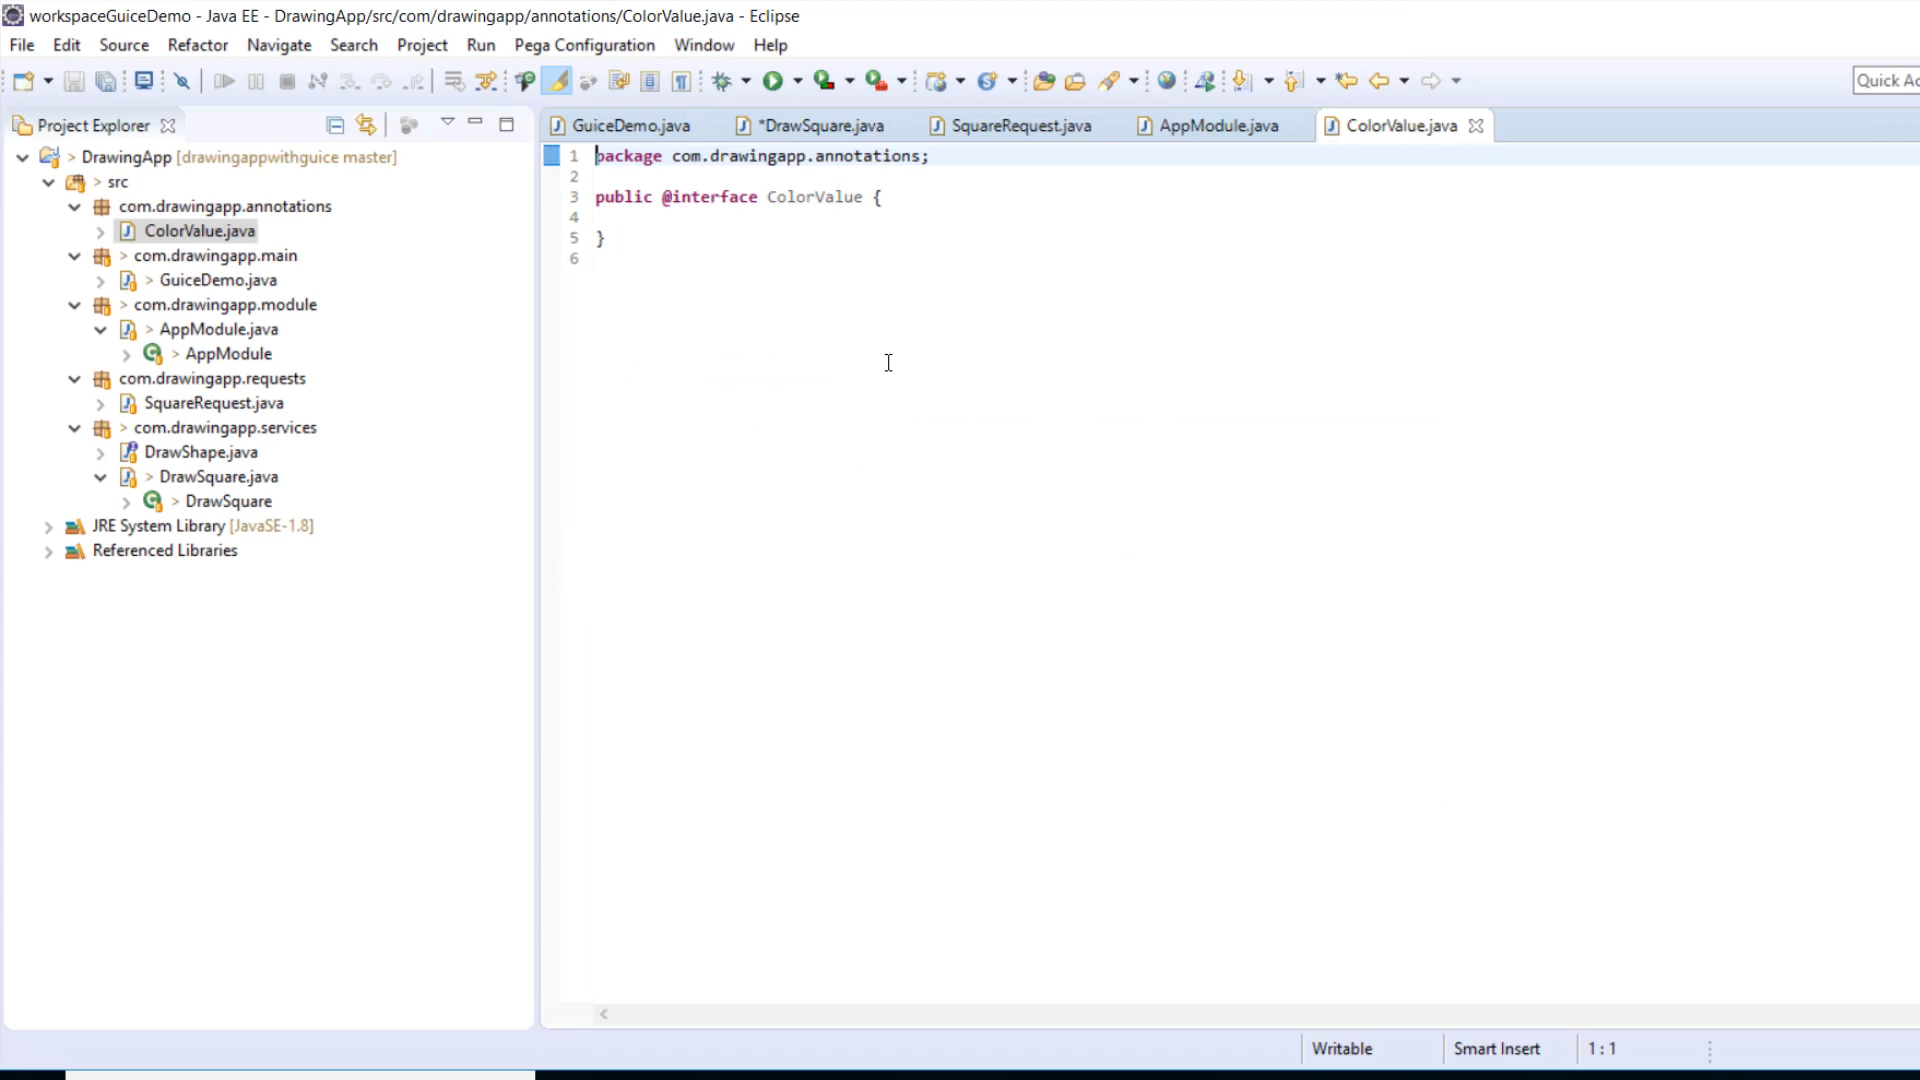 workspaceGuiceDemo - Java EE - DrawingApp/src/com/drawingapp/annotations/ColorValue.java - Eclipse
File Edit Source Refactor Navigate Search Project Run Pega Configuration Window Help
Quick Ac
Project Explorer
GuiceDemo.java *DrawSquare.java SquareRequest.java AppModule.java ColorValue.java
> DrawingApp [drawingappwithguice master]
> src
com.drawingapp.annotations
ColorValue.java
> com.drawingapp.main
> GuiceDemo.java
> com.drawingapp.module
> AppModule.java
> AppModule
com.drawingapp.requests
SquareRequest.java
> com.drawingapp.services
DrawShape.java
> DrawSquare.java
> DrawSquare
JRE System Library [JavaSE-1.8]
Referenced Libraries
1 package com.drawingapp.annotations;
2
3 public @interface ColorValue {
4
5 }
6
Writable Smart Insert 1 : 1